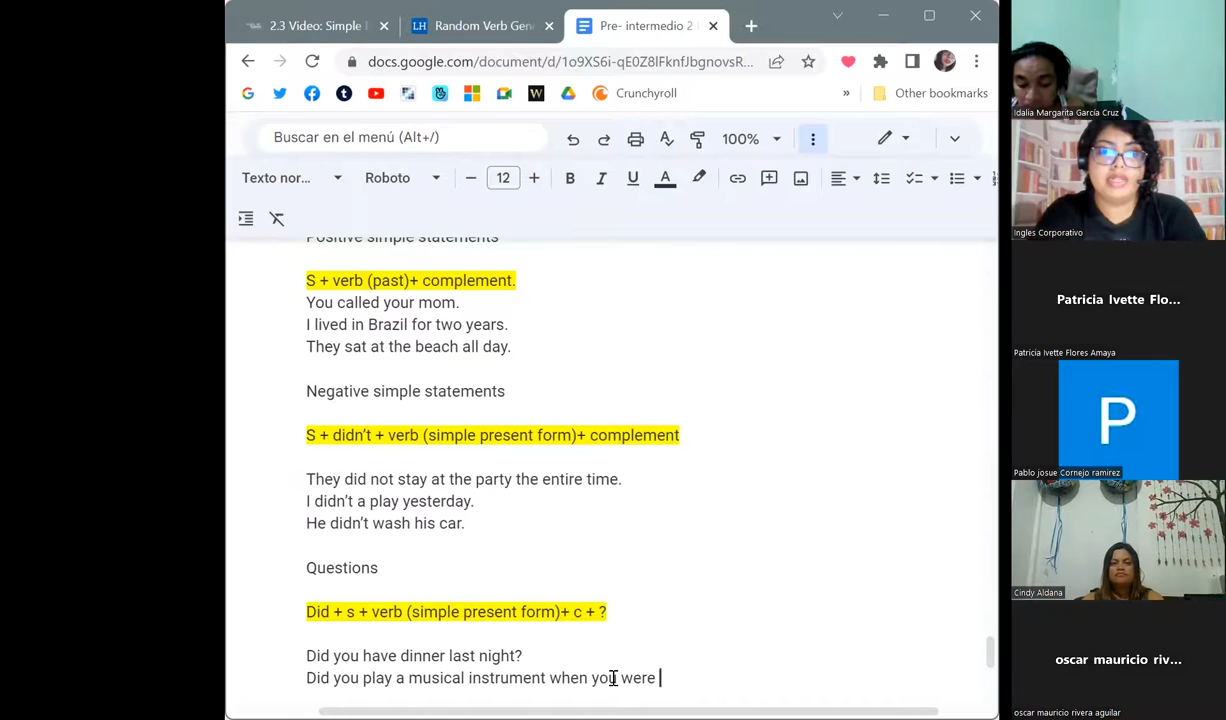 2.3 Video: Simple
Random Verb Gen
Pre- intermedio 2
docs.google.com/document/d/1o9XS6i-qE0Z8lFknfJbgnovsR...
Crunchyroll
»
Other bookmarks
Buscar en el menú (Alt+/)
100%
Texto nor...
Roboto
12
Positive simple statements
S + verb (past)+ complement.
You called your mom.
I lived in Brazil for two years.
They sat at the beach all day.
Negative simple statements
S + didn't + verb (simple present form)+ complement
They did not stay at the party the entire time.
I didn't a play yesterday.
He didn't wash his car.
Questions
Did + s + verb (simple present form)+ c + ?
Did you have dinner last night?
Did you play a musical instrument when you were
Idalia Margarita García Cruz
Ingles Corporativo
Patricia Ivette Flo...
Patricia Ivette Flores Amaya
P
Pablo josue Cornejo ramirez
Cindy Aldana
oscar mauricio riv...
oscar mauricio rivera aguilar